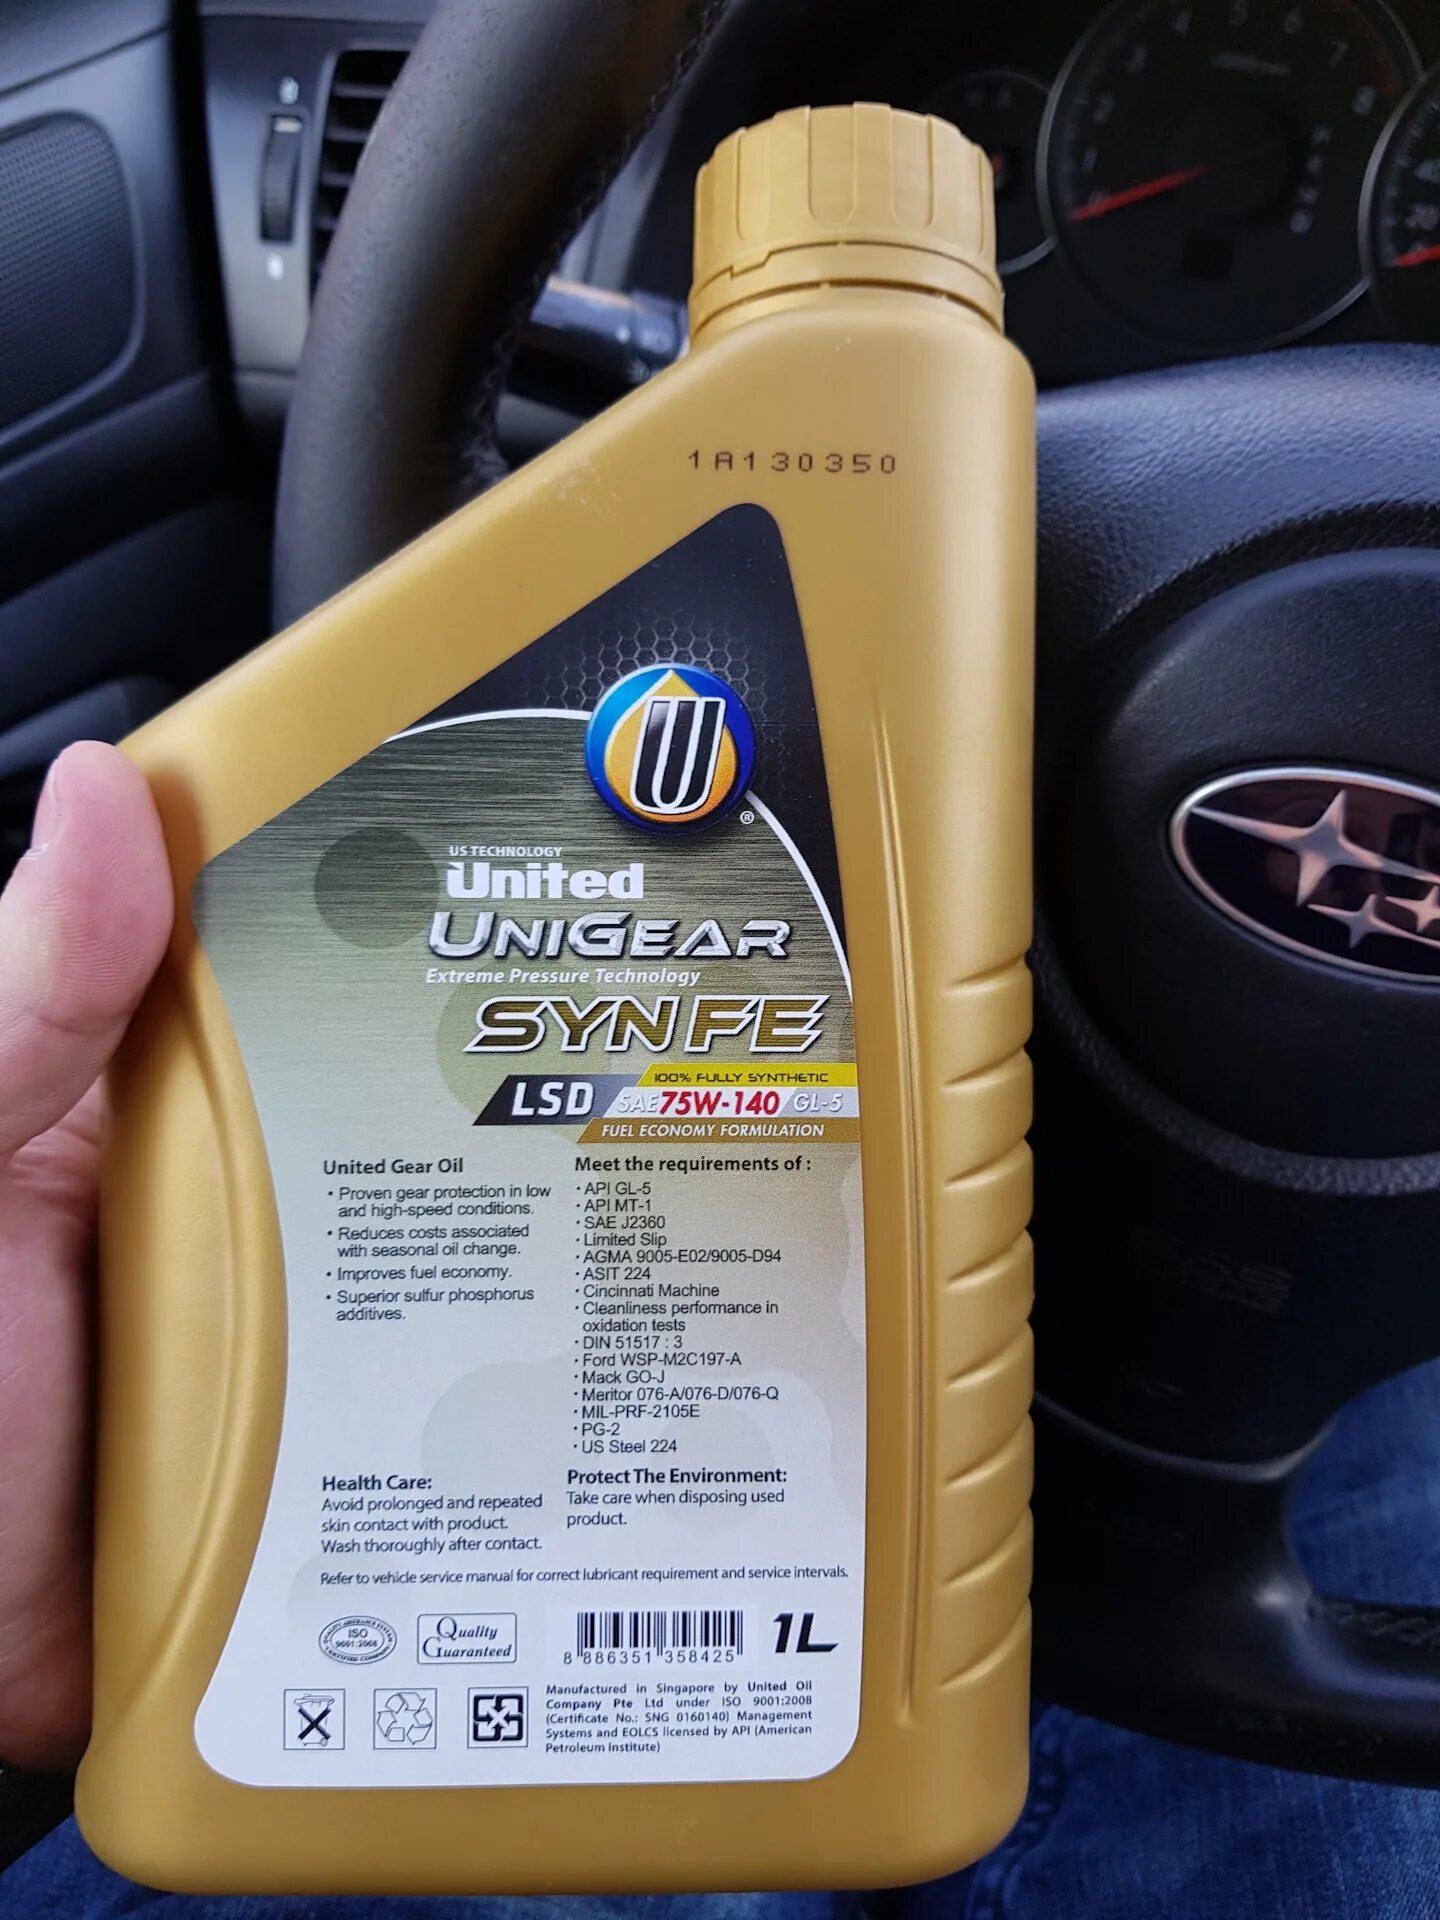 1A130350
U
®
US TECHNOLOGY
United
UNIGEAR
Extreme Pressure Technology
SYN FE
100% FULLY SYNTHETIC
LSD SAE 75W-140 GL-5
FUEL ECONOMY FORMULATION
United Gear Oil
• Proven gear protection in low
and high-speed conditions.
• Reduces costs associated
with seasonal oil change.
• Improves fuel economy.
• Superior sulfur phosphorus
additives.
Meet the requirements of :
· API GL-5
· API MT-1
· SAE J2360
· Limited Slip
· AGMA 9005-E02/9005-D94
· ASIT 224
· Cincinnati Machine
· Cleanliness performance in
oxidation tests
· DIN 51517 : 3
· Ford WSP-M2C197-A
· Mack GO-J
· Meritor 076-A/076-D/076-Q
· MIL-PRF-2105E
· PG-2
· US Steel 224
Health Care:
Avoid prolonged and repeated
skin contact with product.
Wash thoroughly after contact.
Protect The Environment:
Take care when disposing used
product.
Refer to vehicle service manual for correct lubricant requirement and service intervals.
ISO
9001:2008
Quality
Guaranteed
8 886351 358425
1L
Manufactured in Singapore by United Oil
Company Pte Ltd under ISO 9001:2008
(Certificate No.: SNG 0160140) Management
Systems and EOLCS licensed by API (American
Petroleum Institute)